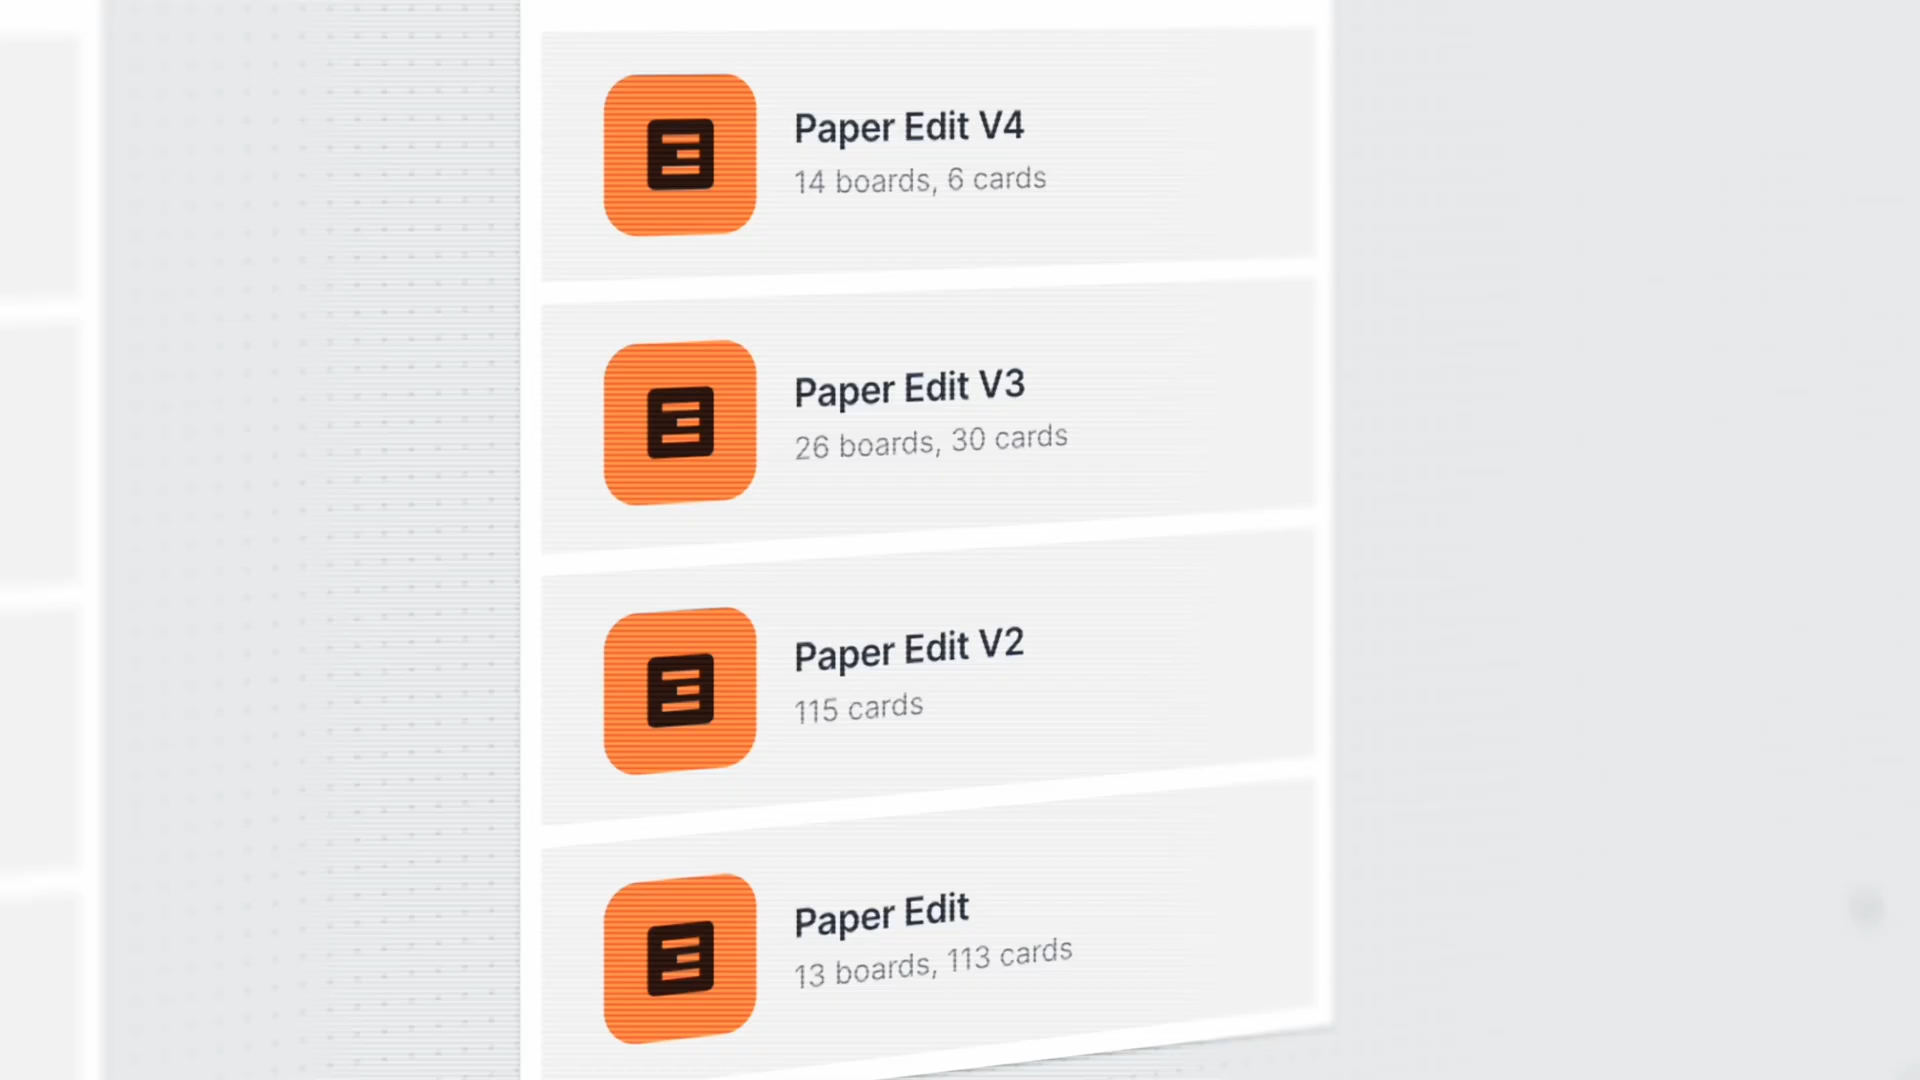 Paper Edit V4
14 boards, 6 cards
Paper Edit V3
26 boards, 30 cards
Paper Edit V2
115 cards
Paper Edit
13 boards, 113 cards